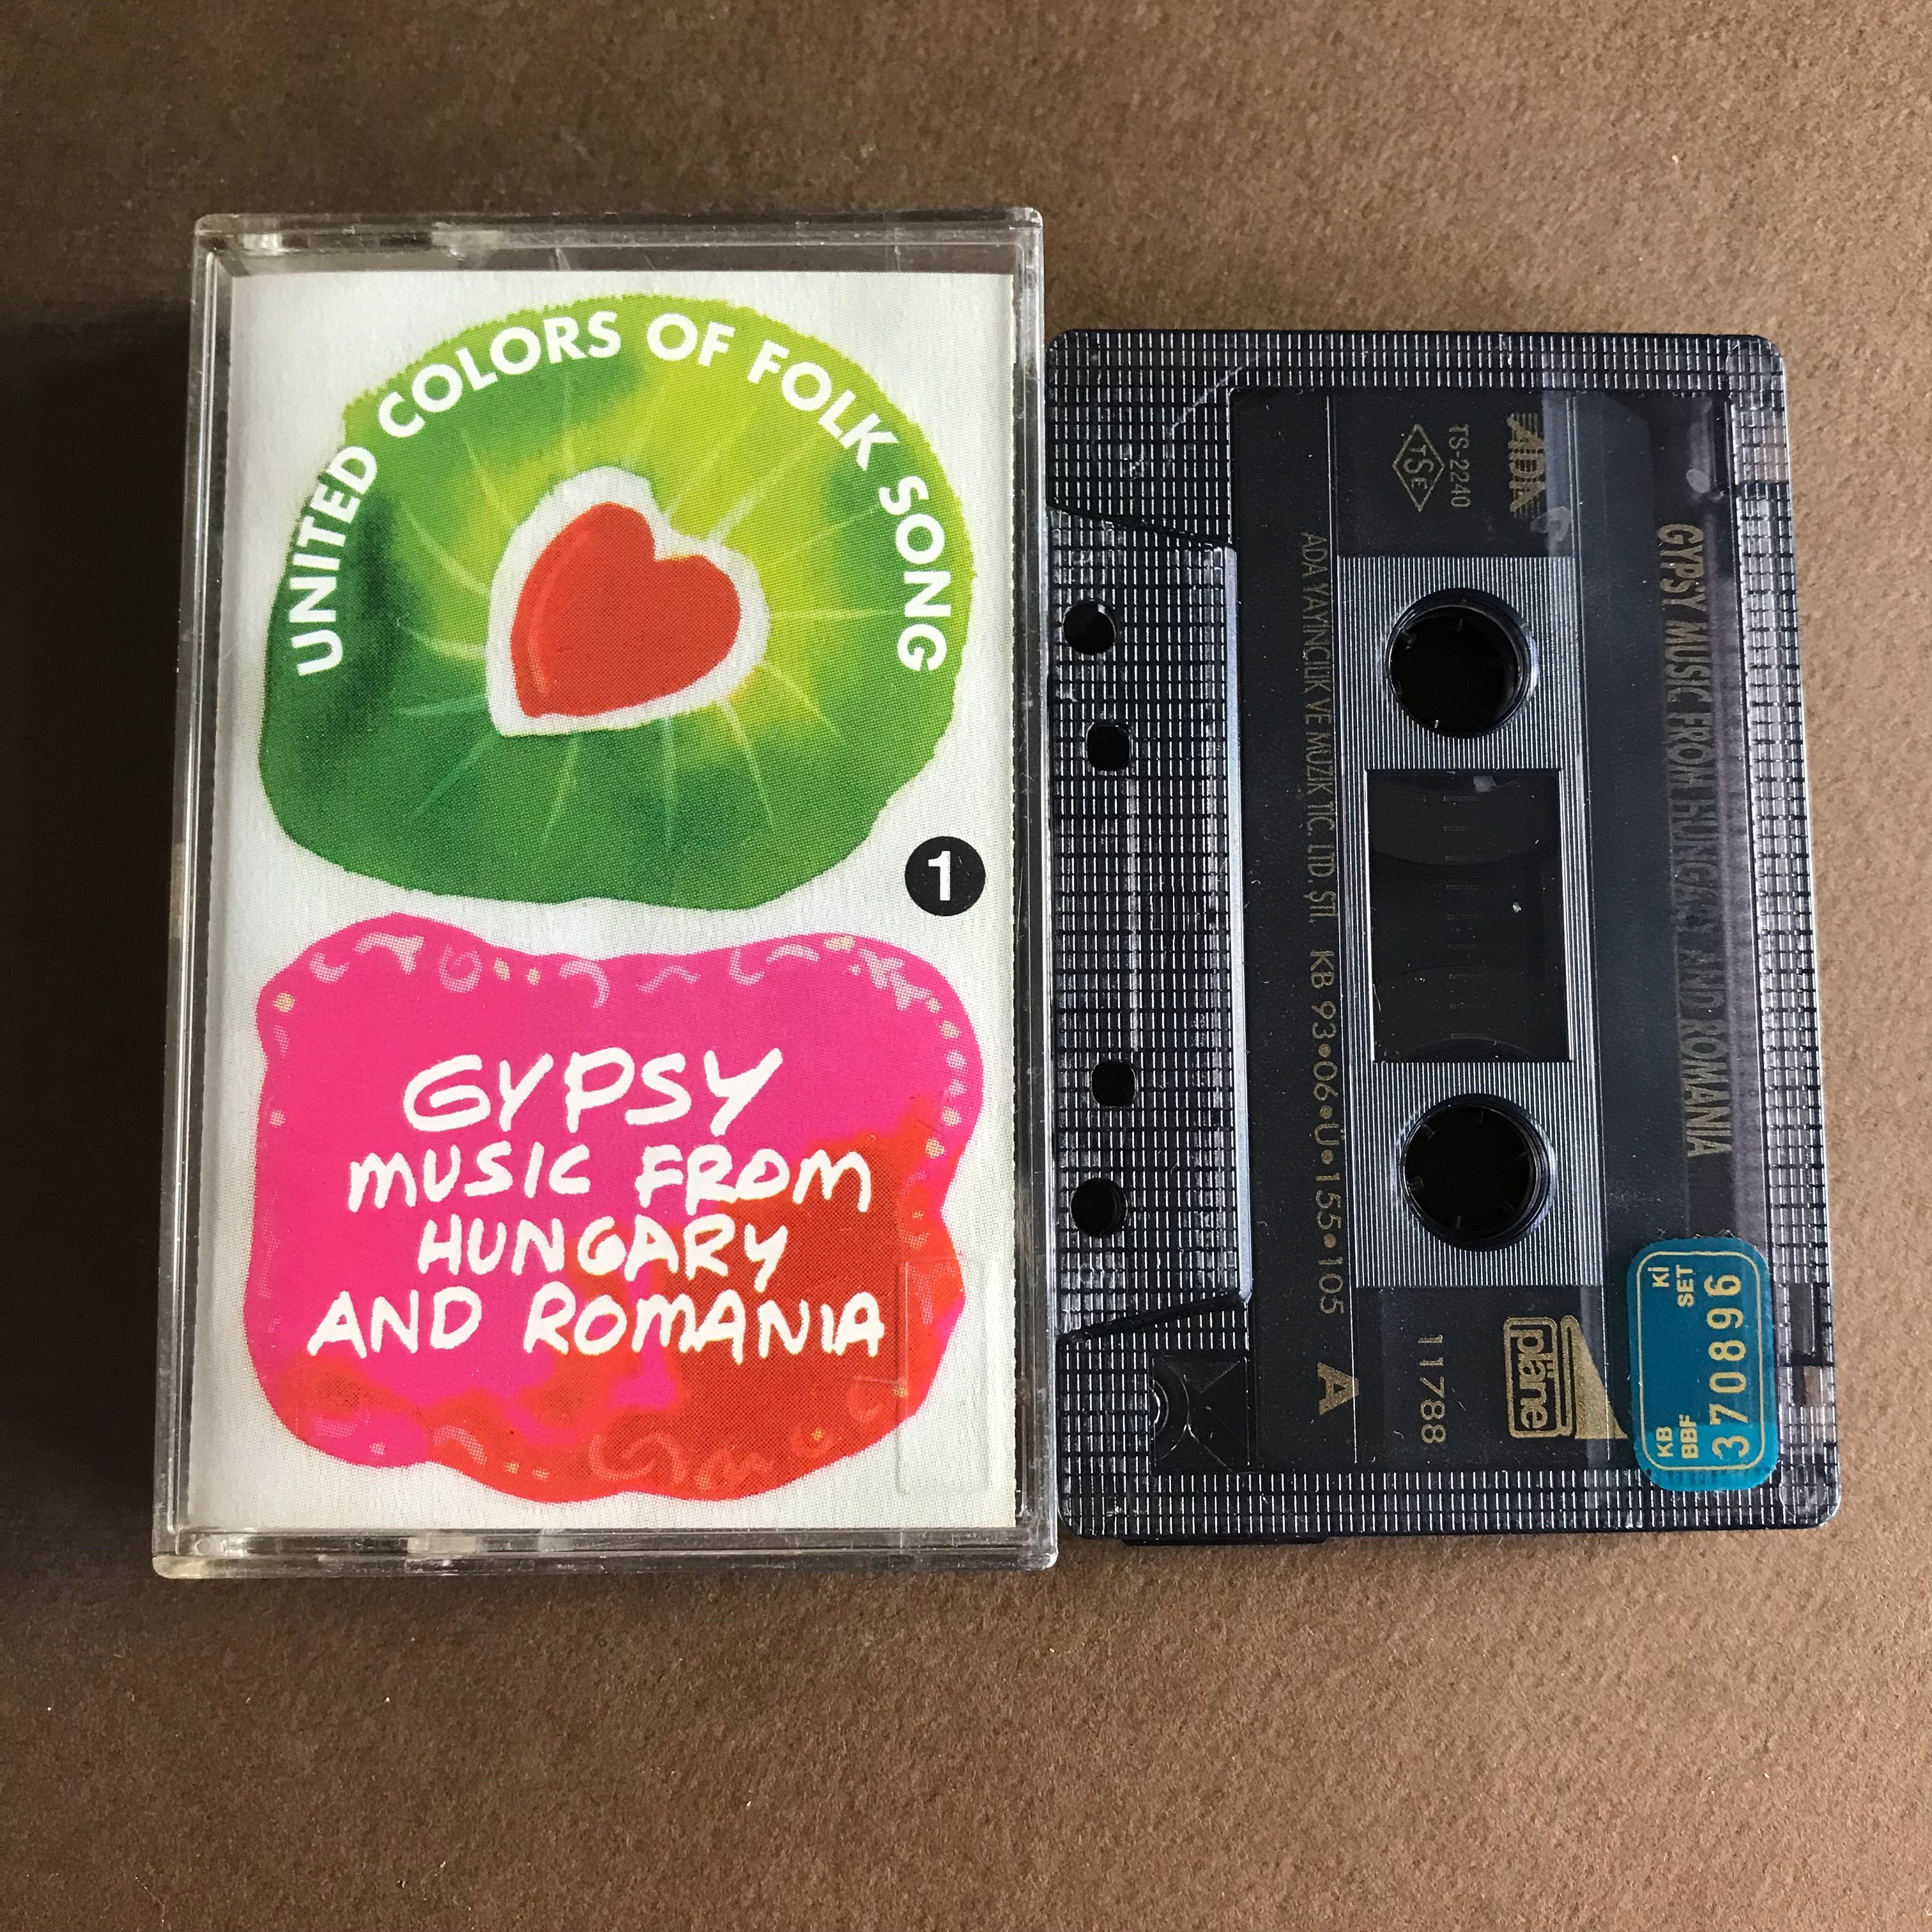 UNITED COLORS OF FOLK SONG
1
GYPSY
MUSIC FROM
HUNGARY
AND ROMANIA
GYPSY MUSIC FROM HUNGARY AND ROMANIA
ADA
TS-2240
TSE
ADA YAYINCILIK VE MÜZİK TİC. LTD. ŞTİ. KB 93•06•Ü•155•105 A
pläne
11788
KB Kİ
BBF SET
370896